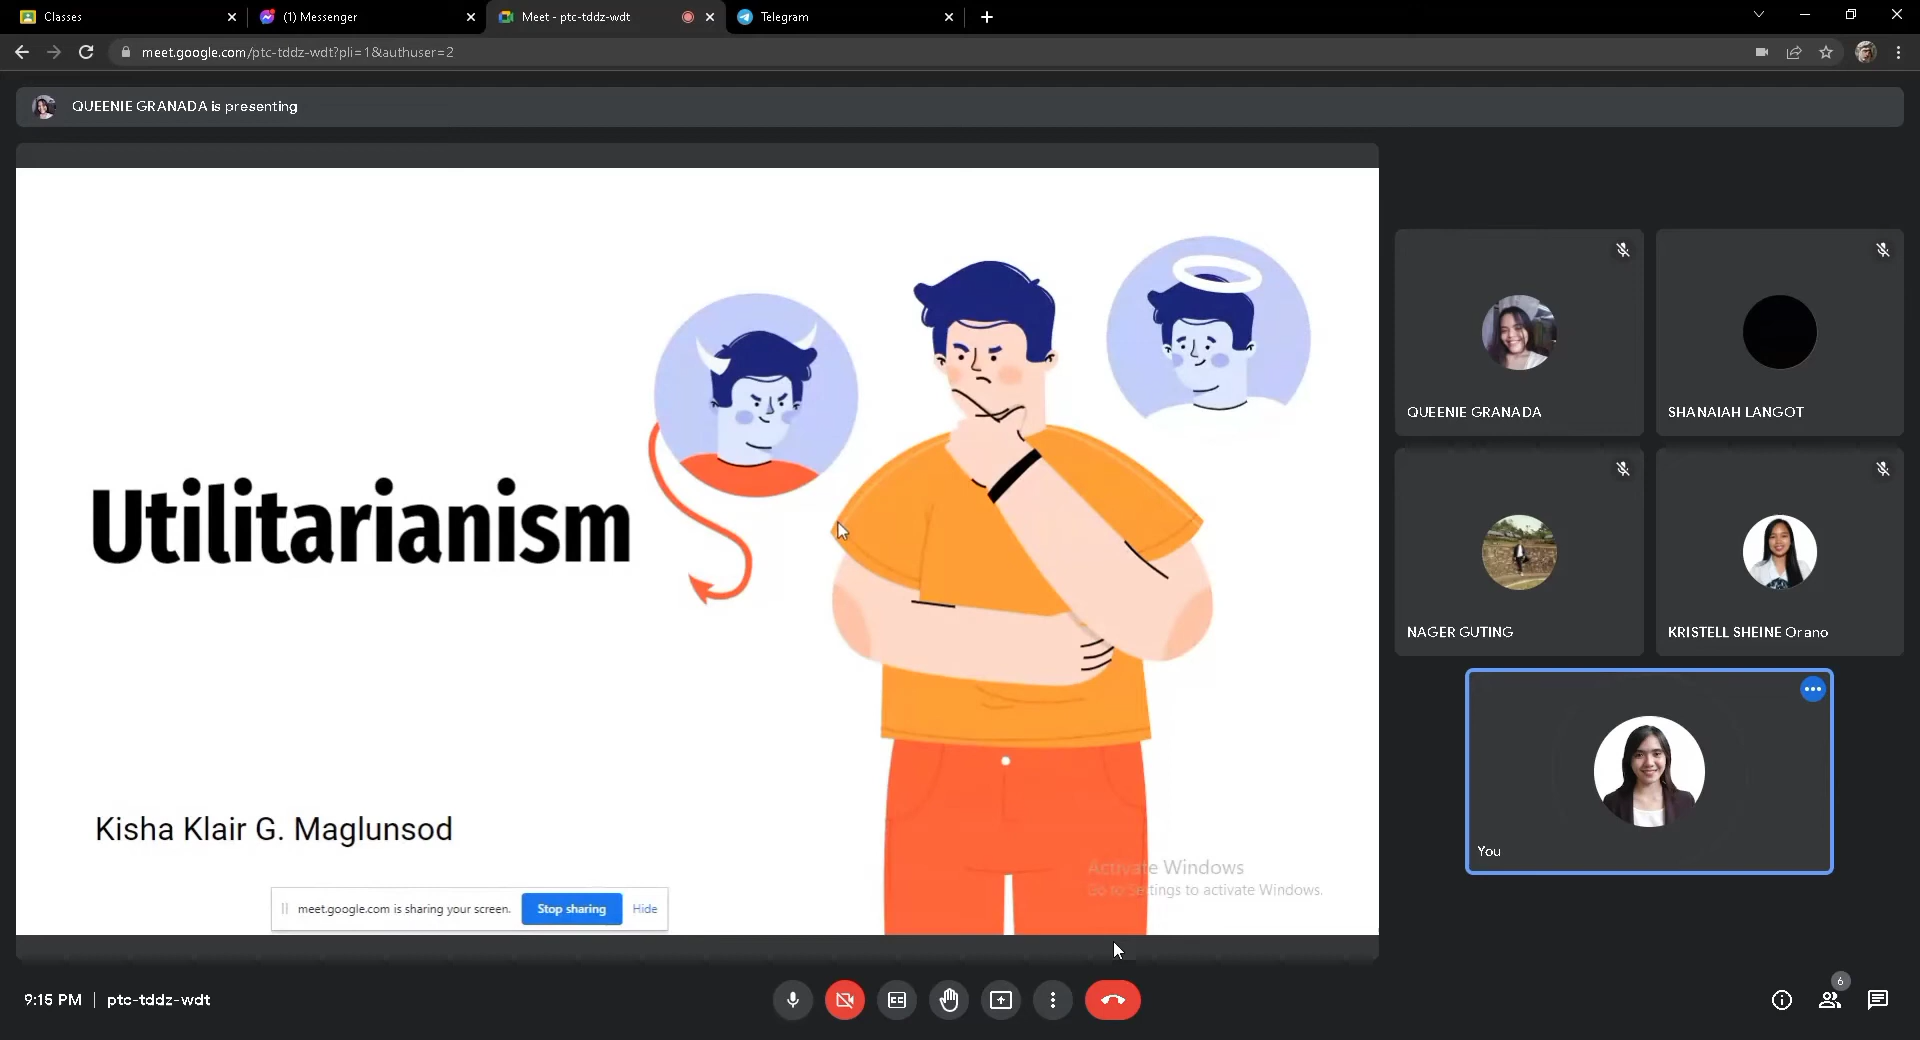 Classes
(1) Messenger
Meet - ptc-tddz-wdt
Telegram
meet.google.com/ptc-tddz-wdt?pli=1&authuser=2
QUEENIE GRANADA is presenting
Utilitarianism
Kisha Klair G. Maglunsod
Activate Windows
Go to Settings to activate Windows.
meet.google.com is sharing your screen.
Stop sharing
Hide
QUEENIE GRANADA
SHANAIAH LANGOT
NAGER GUTING
KRISTELL SHEINE Orano
You
9:15 PM | ptc-tddz-wdt
6